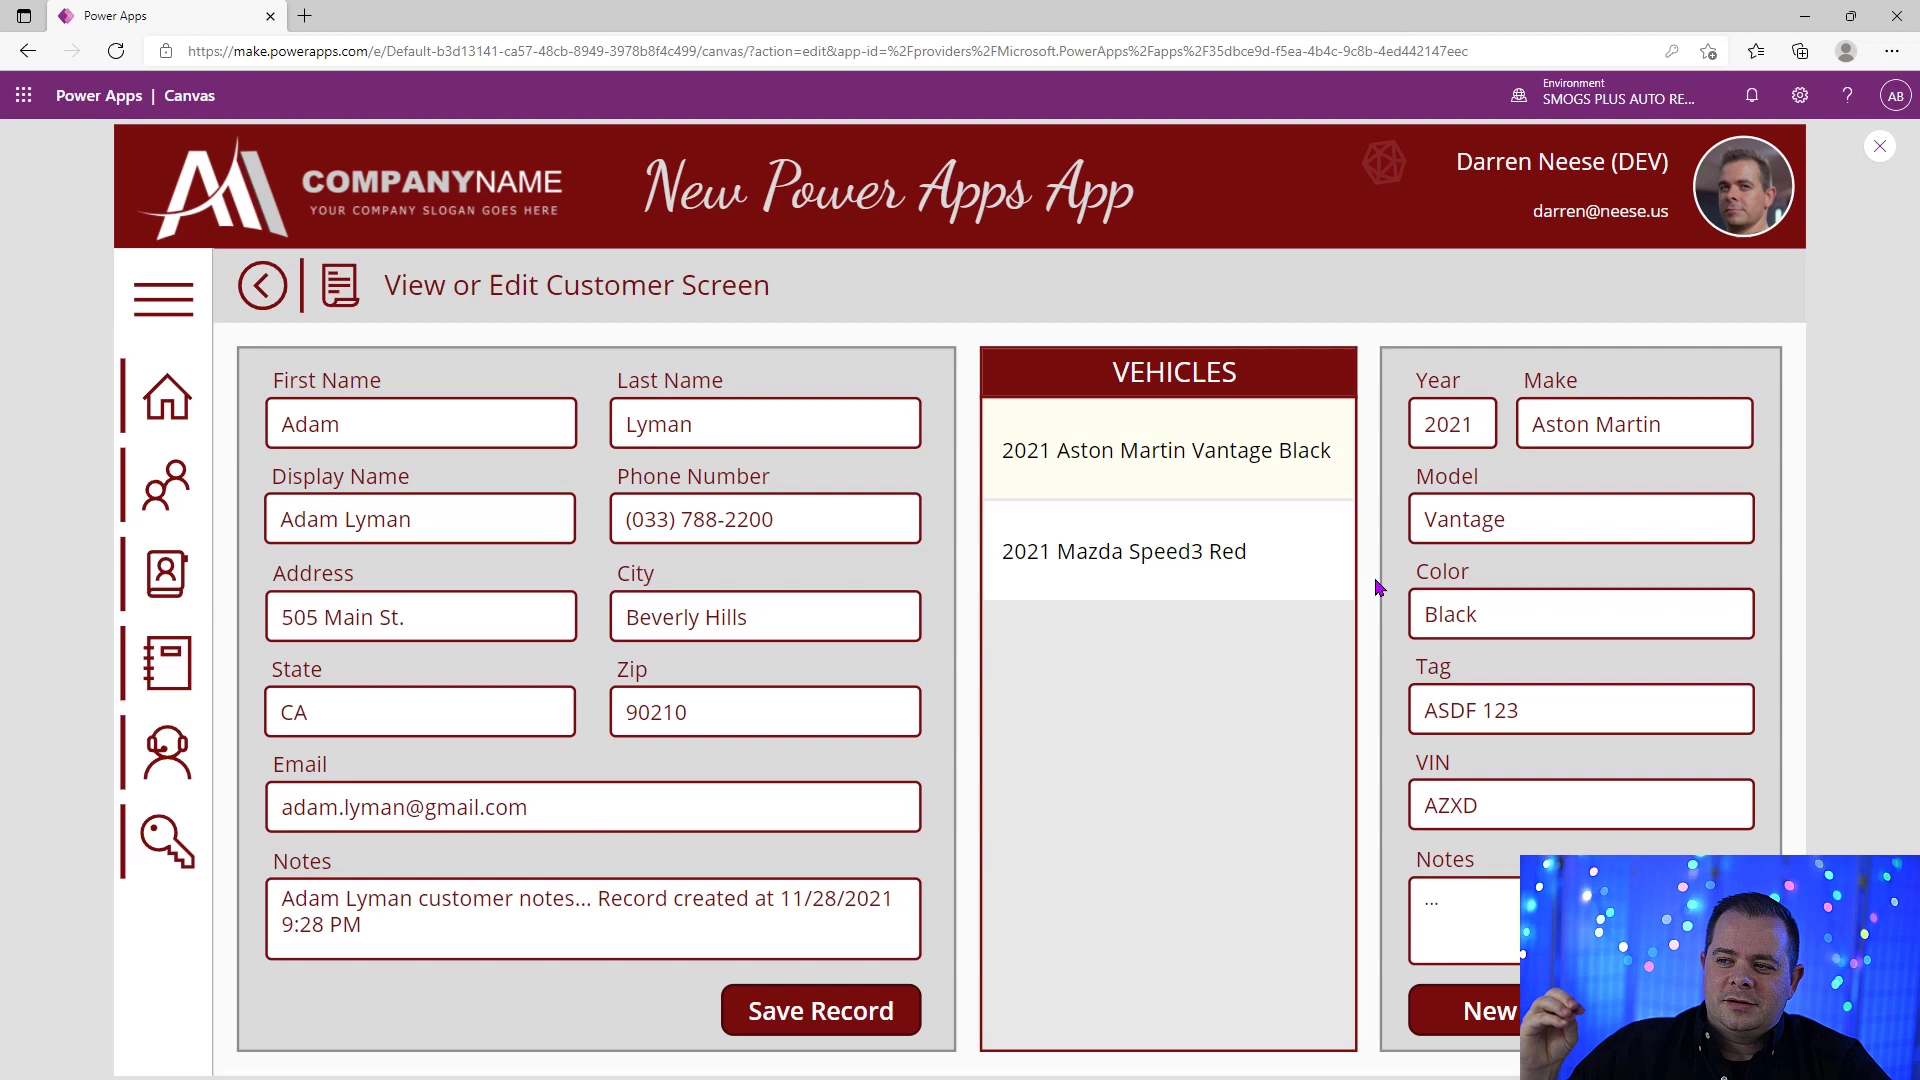 Power Apps
https://make.powerapps.com/e/Default-b3d13141-ca57-48cb-8949-3978b8f4c499/canvas/?action=edit&app-id=%2Fproviders%2FMicrosoft.PowerApps%2Fapps%2F35dbce9d-f5ea-4b4c-9c8b-4ed442147eec
Power Apps | Canvas
Environment
SMOGS PLUS AUTO RE...
AB
COMPANYNAME
YOUR COMPANY SLOGAN GOES HERE
New Power Apps App
Darren Neese (DEV)
darren@neese.us
View or Edit Customer Screen
First Name
Last Name
Adam
Lyman
Display Name
Phone Number
Adam Lyman
(033) 788-2200
Address
City
505 Main St.
Beverly Hills
State
Zip
CA
90210
Email
adam.lyman@gmail.com
Notes
Adam Lyman customer notes... Record created at 11/28/2021
9:28 PM
Save Record
VEHICLES
2021 Aston Martin Vantage Black
2021 Mazda Speed3 Red
Year
Make
2021
Aston Martin
Model
Vantage
Color
Black
Tag
ASDF 123
VIN
AZXD
Notes
...
New